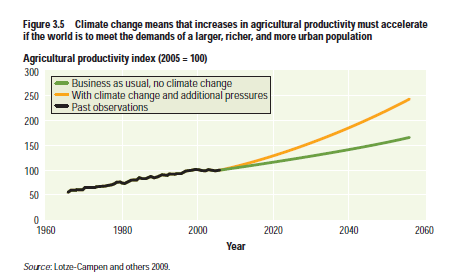 Figure 3.5 Climate change means that increases in agricultural productivity must accelerate
if the world is to meet the demands of a larger, richer, and more urban population
Agricultural productivity index (2005 = 100)
300
250
200
150
100
50
0
Business as usual, no climate change
With climate change and additional pressures
Past observations
1960 1980 2000 2020 2040 2060
Year
Source: Lotze-Campen and others 2009.